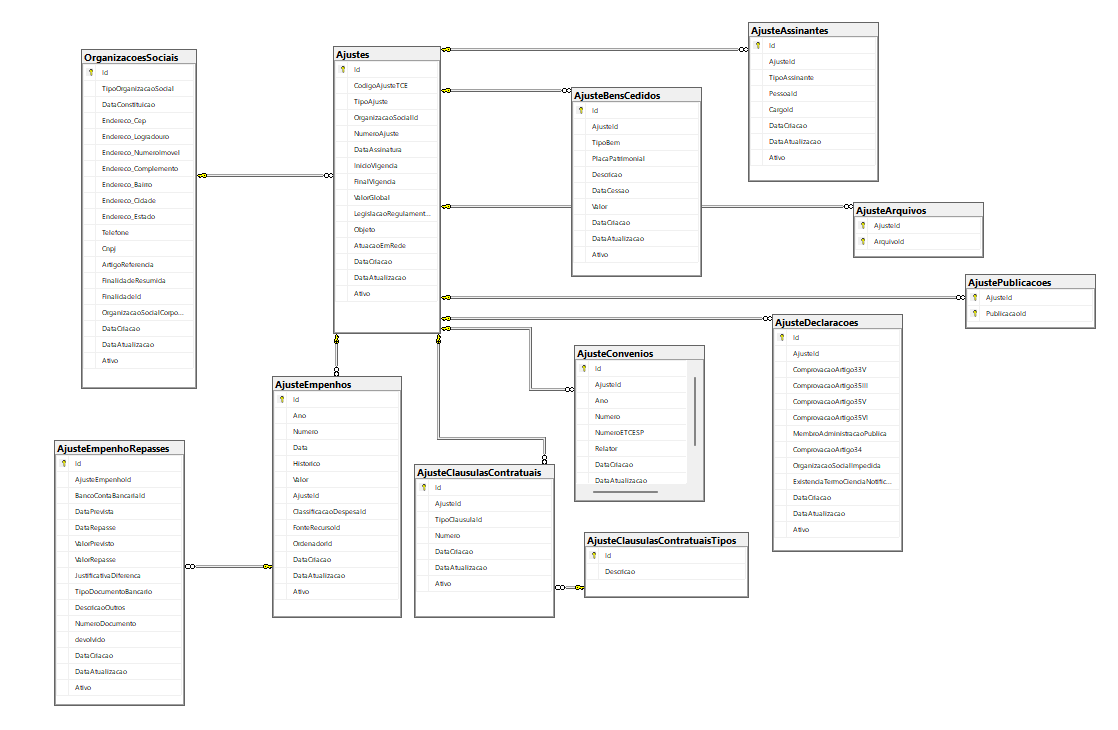 OrganizacoesSociais
Id
TipoOrganizacaoSocial
DataConstituicao
Endereco_Cep
Endereco_Logradouro
Endereco_NumeroImovel
Endereco_Complemento
Endereco_Bairro
Endereco_Cidade
Endereco_Estado
Telefone
Cnpj
ArtigoReferencia
FinalidadeResumida
FinalidadeId
OrganizacaoSocialCorpo...
DataCriacao
DataAtualizacao
Ativo
Ajustes
Id
CodigoAjusteTCE
TipoAjuste
OrganizacaoSocialId
NumeroAjuste
DataAssinatura
InicioVigencia
FinalVigencia
ValorGlobal
LegislacaoRegulament...
Objeto
AtuacaoEmRede
DataCriacao
DataAtualizacao
Ativo
AjusteAssinantes
Id
AjusteId
TipoAssinante
PessoaId
CargoId
DataCriacao
DataAtualizacao
Ativo
AjusteBensCedidos
Id
AjusteId
TipoBem
PlacaPatrimonial
Descricao
DataCessao
Valor
DataCriacao
DataAtualizacao
Ativo
AjusteArquivos
AjusteId
ArquivoId
AjustePublicacoes
AjusteId
PublicacaoId
AjusteDeclaracoes
Id
AjusteId
ComprovacaoArtigo33V
ComprovacaoArtigo35III
ComprovacaoArtigo35V
ComprovacaoArtigo35VI
MembroAdministracaoPublica
ComprovacaoArtigo34
OrganizacaoSocialImpedida
ExistenciaTermoCienciaNotific...
DataCriacao
DataAtualizacao
Ativo
AjusteConvenios
Id
AjusteId
Ano
Numero
NumeroETCESP
Relator
DataCriacao
DataAtualizacao
AjusteEmpenhos
Id
Ano
Numero
Data
Historico
Valor
AjusteId
ClassificacaoDespesaId
FonteRecursoId
OrdenadorId
DataCriacao
DataAtualizacao
Ativo
AjusteEmpenhoRepasses
Id
AjusteEmpenhoId
BancoContaBancariaId
DataPrevista
DataRepasse
ValorPrevisto
ValorRepasse
JustificativaDiferenca
TipoDocumentoBancario
DescricaoOutros
NumeroDocumento
devolvido
DataCriacao
DataAtualizacao
Ativo
AjusteClausulasContratuais
Id
AjusteId
TipoClausulaId
Numero
DataCriacao
DataAtualizacao
Ativo
AjusteClausulasContratuaisTipos
Id
Descricao